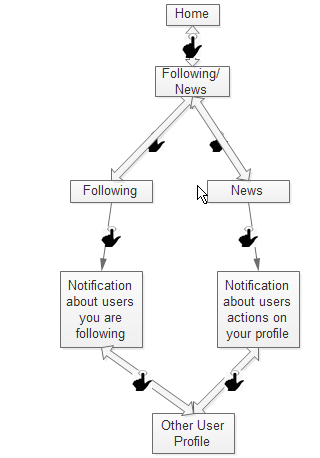 Home
Following/
News
Following
News
Notification
about users
you are
following
Notification
about users
actions on
your profile
Other User
Profile